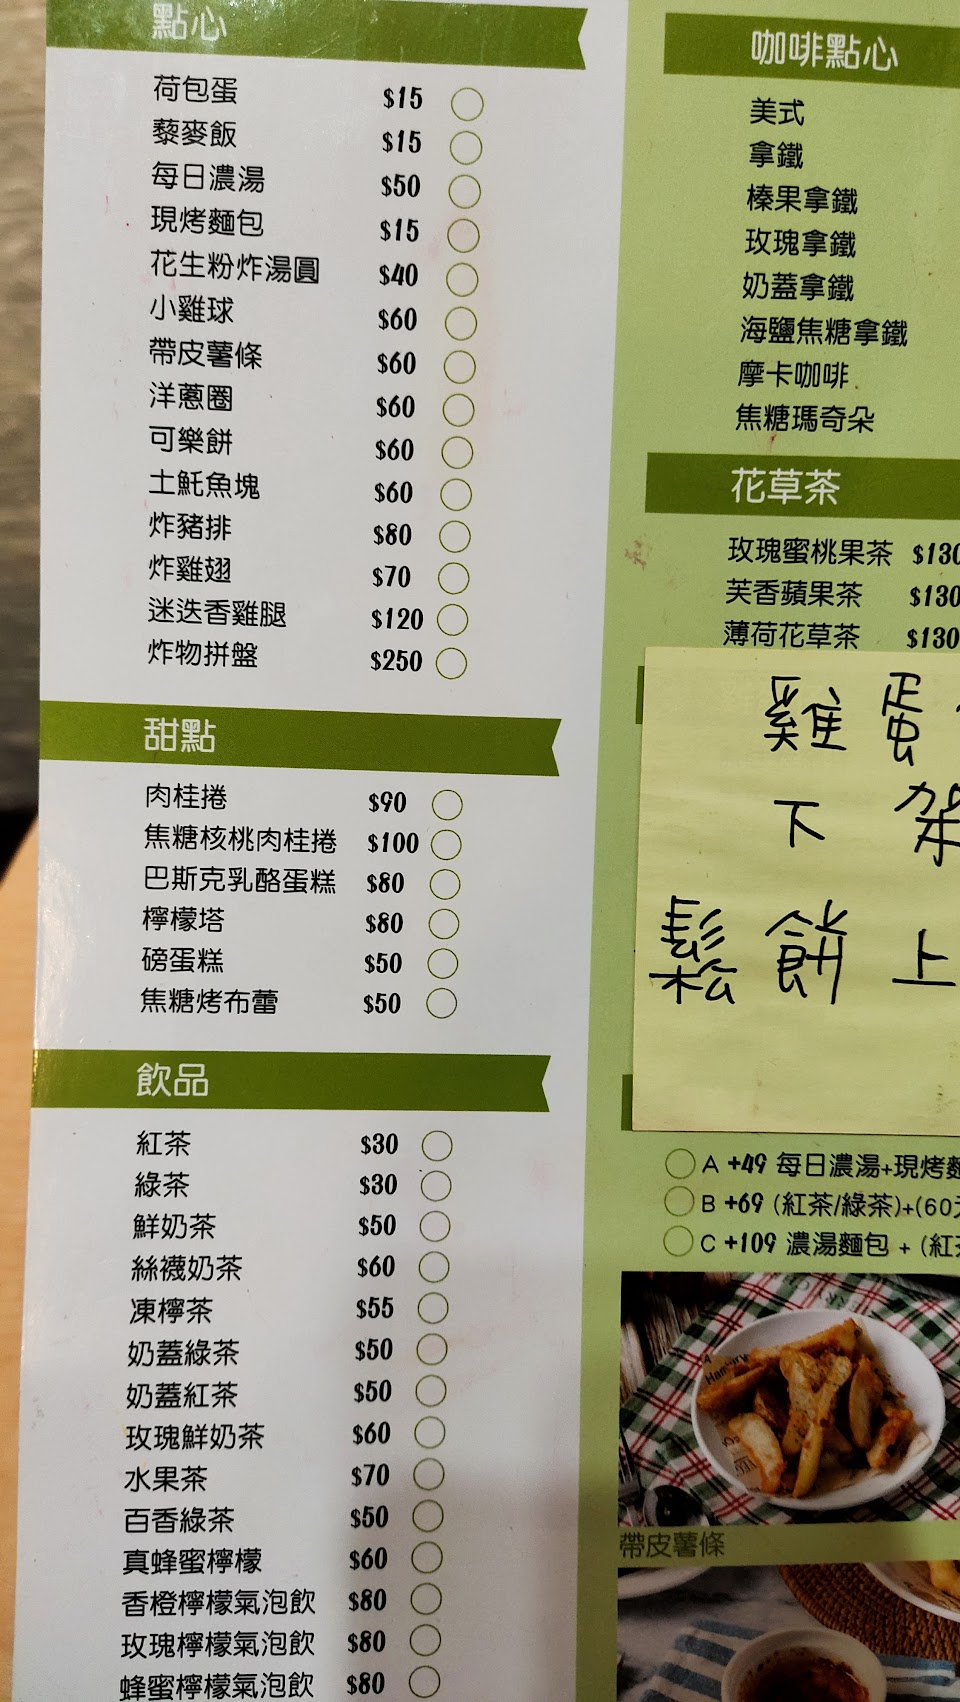 點心
荷包蛋 $15
藜麥飯 $15
每日濃湯 $50
現烤麵包 $15
花生粉炸湯圓 $40
小雞球 $60
帶皮薯條 $60
洋蔥圈 $60
可樂餅 $60
土魠魚塊 $60
炸豬排 $80
炸雞翅 $70
迷迭香雞腿 $120
炸物拼盤 $250
甜點
肉桂捲 $90
焦糖核桃肉桂捲 $100
巴斯克乳酪蛋糕 $80
檸檬塔 $80
磅蛋糕 $50
焦糖烤布蕾 $50
飲品
紅茶 $30
綠茶 $30
鮮奶茶 $50
絲襪奶茶 $60
凍檸茶 $55
奶蓋綠茶 $50
奶蓋紅茶 $50
玫瑰鮮奶茶 $60
水果茶 $70
百香綠茶 $50
真蜂蜜檸檬 $60
香橙檸檬氣泡飲 $80
玫瑰檸檬氣泡飲 $80
蜂蜜檸檬氣泡飲 $80
咖啡點心
美式
拿鐵
榛果拿鐵
玫瑰拿鐵
奶蓋拿鐵
海鹽焦糖拿鐵
摩卡咖啡
焦糖瑪奇朵
花草茶
玫瑰蜜桃果茶 $130
芙香蘋果茶 $130
薄荷花草茶 $130
雞蛋
下架
鬆餅上
A +49 每日濃湯+現烤麵
B +69 (紅茶/綠茶)+(60元
C +109 濃湯麵包 + (紅茶
帶皮薯條